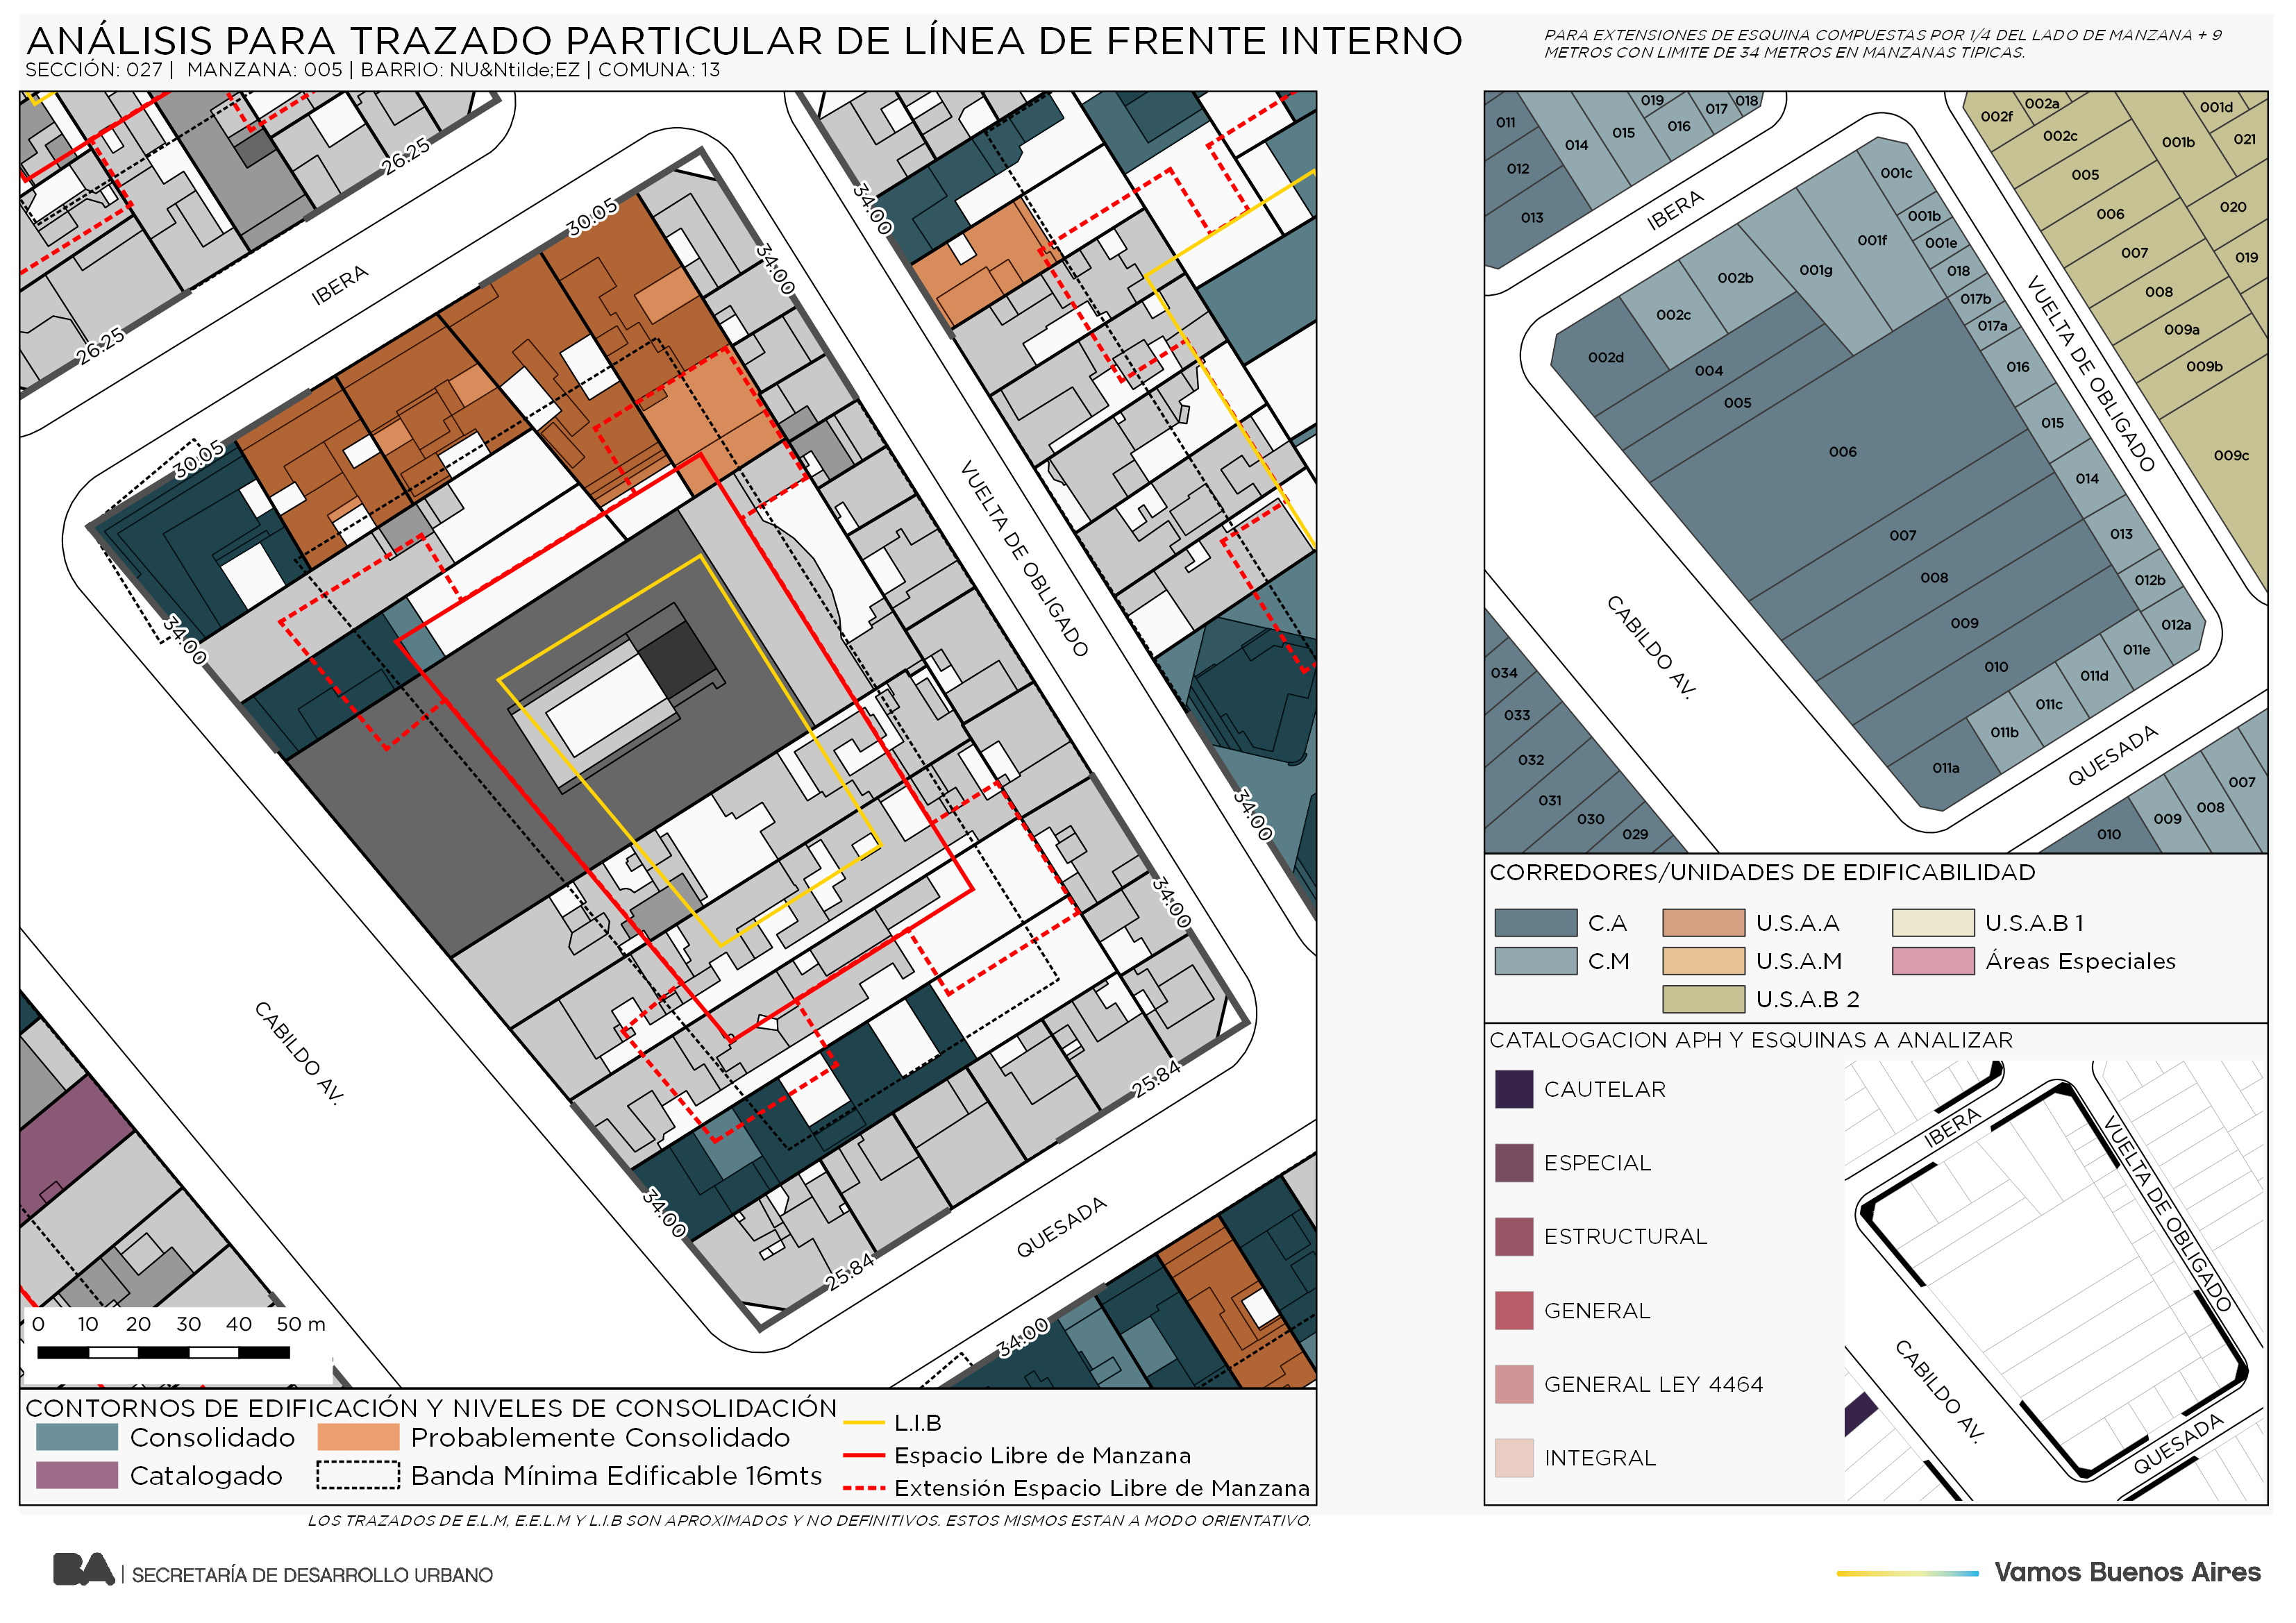 ANÁLISIS PARA TRAZADO PARTICULAR DE LÍNEA DE FRENTE INTERNO
SECCIÓN: 027 | MANZANA: 005 | BARRIO: NU&Ntilde;EZ | COMUNA: 13
PARA EXTENSIONES DE ESQUINA COMPUESTAS POR 1/4 DEL LADO DE MANZANA + 9
METROS CON LIMITE DE 34 METROS EN MANZANAS TIPICAS.
26.25
26.25
IBERA
30.05
30.05
34.00
34.00
34.00
VUELTA DE OBLIGADO
34.00
34.00
CABILDO AV.
34.00
25.84
25.84
QUESADA
34.00
0 10 20 30 40 50 m
CONTORNOS DE EDIFICACIÓN Y NIVELES DE CONSOLIDACIÓN
Consolidado
Probablemente Consolidado
Catalogado
Banda Mínima Edificable 16mts
L.I.B
Espacio Libre de Manzana
Extensión Espacio Libre de Manzana
LOS TRAZADOS DE E.L.M, E.E.L.M Y L.I.B SON APROXIMADOS Y NO DEFINITIVOS. ESTOS MISMOS ESTAN A MODO ORIENTATIVO.
011
012
013
014
015
019
016
017
018
IBERA
002f
002a
002c
001d
021
001b
005
006
020
007
019
008
009a
009b
009c
001c
001b
001e
001f
018
001g
017b
017a
002b
002c
002d
016
004
005
015
006
014
007
013
008
012b
009
012a
010
011e
011d
011c
011b
011a
VUELTA DE OBLIGADO
CABILDO AV.
QUESADA
034
033
032
031
030
029
010
009
008
007
CORREDORES/UNIDADES DE EDIFICABILIDAD
C.A
U.S.A.A
U.S.A.B 1
C.M
U.S.A.M
Áreas Especiales
U.S.A.B 2
CATALOGACION APH Y ESQUINAS A ANALIZAR
CAUTELAR
ESPECIAL
ESTRUCTURAL
GENERAL
GENERAL LEY 4464
INTEGRAL
IBERA
VUELTA DE OBLIGADO
CABILDO AV.
QUESADA
BA | SECRETARÍA DE DESARROLLO URBANO
Vamos Buenos Aires